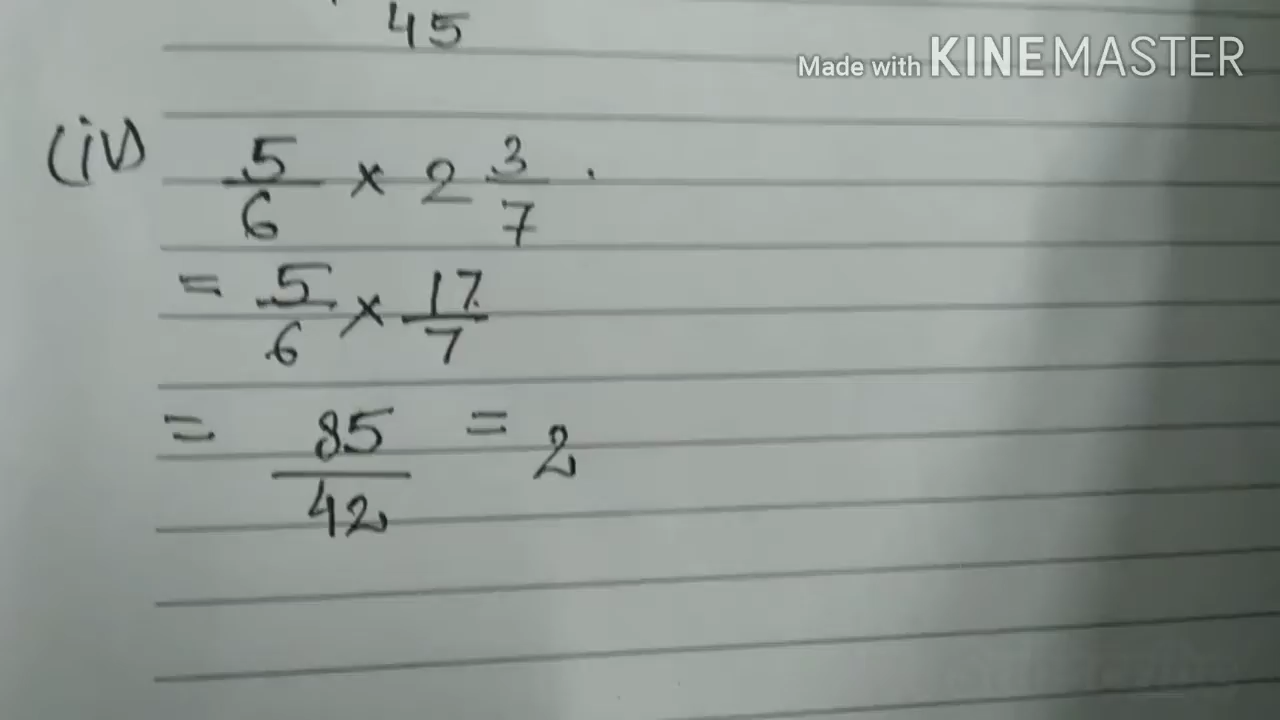 45
Made with KINEMASTER
(iv) 5/6 × 2 3/7 .
= 5/6 × 17/7
= 85/42 = 2